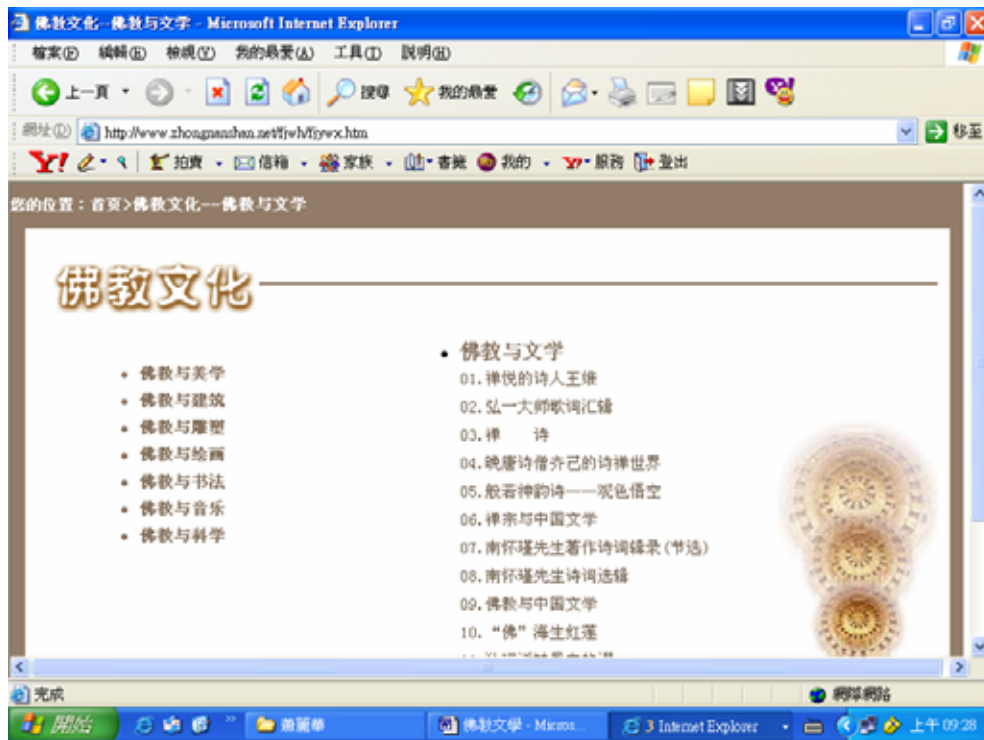 佛教文化--佛教与文学 - Microsoft Internet Explorer
檔案(F) 編輯(E) 檢視(V) 我的最愛(A) 工具(T) 說明(H)
上一頁 搜尋 我的最愛
網址(D) http://www.zhongnanshan.net/fjwh/fjywx.htm 移至
Y! 拍賣 信箱 家族 書籤 我的 服務 登出
您的位置：首页>佛教文化--佛教与文学
佛教文化
佛教与美学
佛教与建筑
佛教与雕塑
佛教与绘画
佛教与书法
佛教与音乐
佛教与科学
佛教与文学
01.禅悦的诗人王维
02.弘一大师歌词汇辑
03.禅 诗
04.晚唐诗僧齐己的诗禅世界
05.般若神韵诗——观色悟空
06.禅宗与中国文学
07.南怀瑾先生著作诗词辑录(节选)
08.南怀瑾先生诗词选辑
09.佛教与中国文学
10.“佛”海生红莲
完成 網際網路
開始 蕭麗華 佛教文學 - Micros... 3 Internet Explorer 上午 09:28